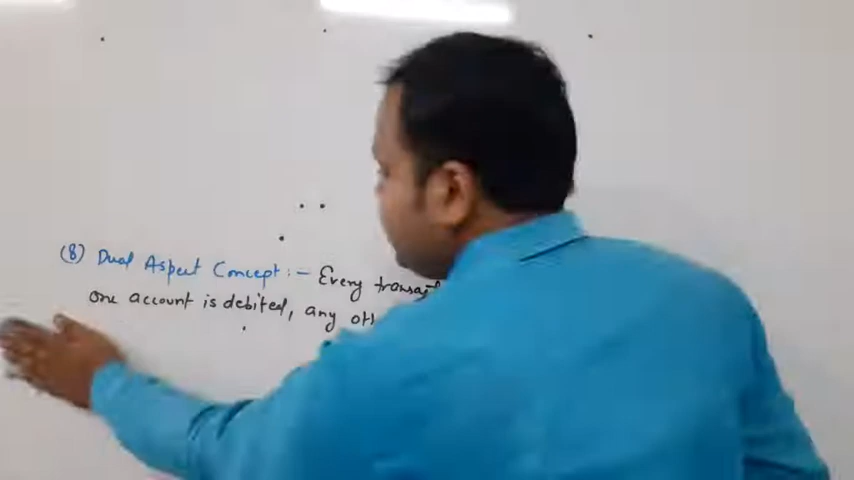 (8) Dual Aspect Concept :- Every
one account is debited, any